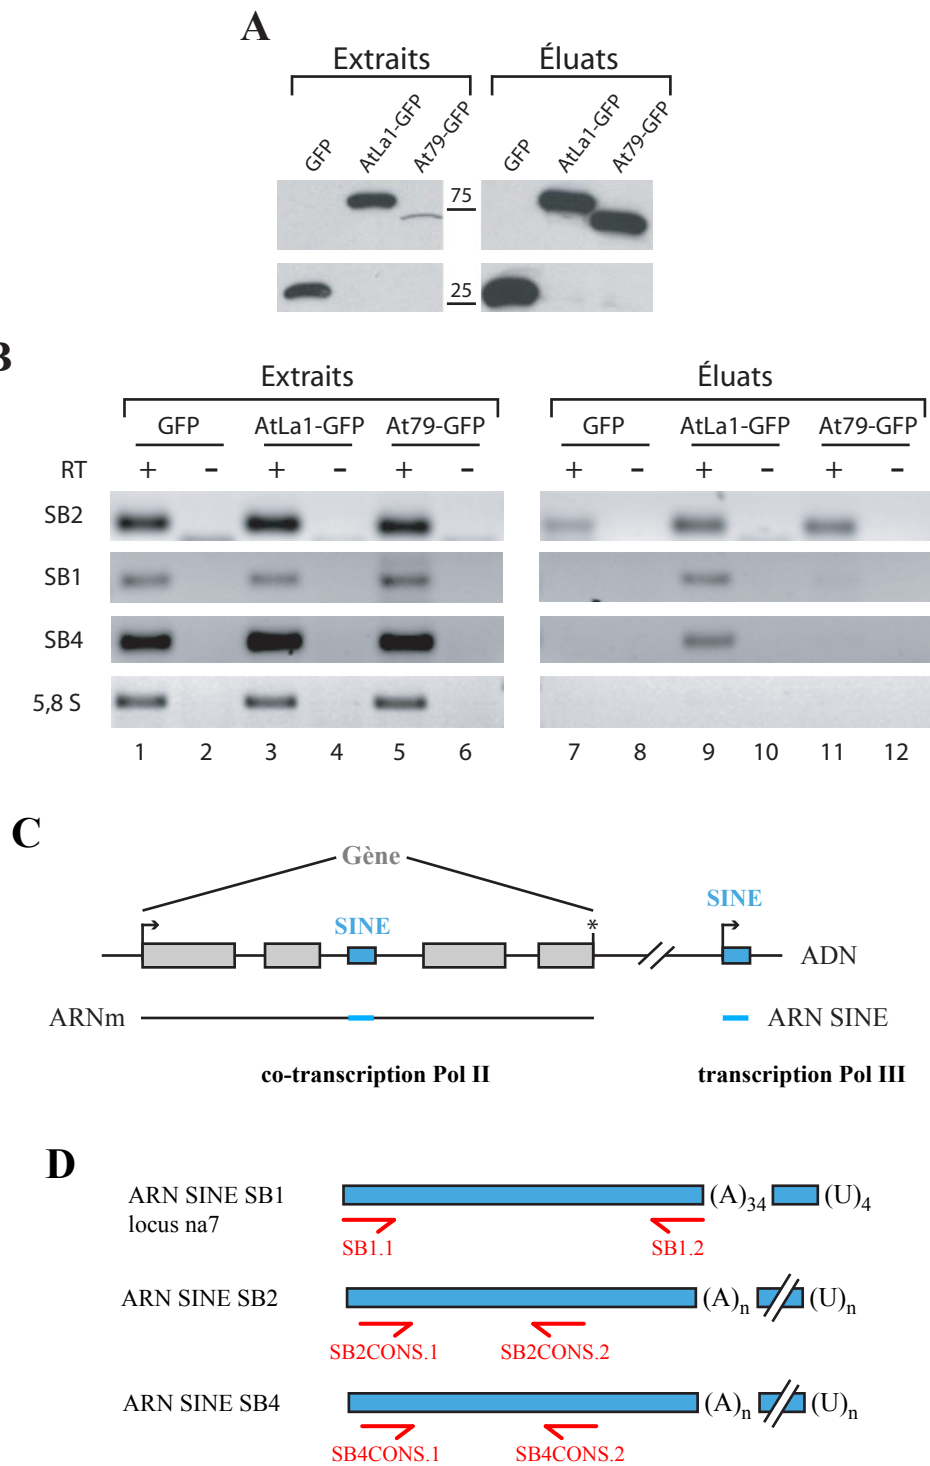 A
Extraits Éluats
GFP AtLa1-GFP At79-GFP GFP AtLa1-GFP At79-GFP
75
25
Extraits Éluats
GFP AtLa1-GFP At79-GFP GFP AtLa1-GFP At79-GFP
RT + - + - + - + - + - + -
SB2
SB1
SB4
5,8 S
1 2 3 4 5 6 7 8 9 10 11 12
C
Gène
SINE * SINE
ADN
ARNm ARN SINE
co-transcription Pol II transcription Pol III
D
ARN SINE SB1 (A)34 (U)4
locus na7
SB1.1 SB1.2
ARN SINE SB2 (A)n (U)n
SB2CONS.1 SB2CONS.2
ARN SINE SB4 (A)n (U)n
SB4CONS.1 SB4CONS.2